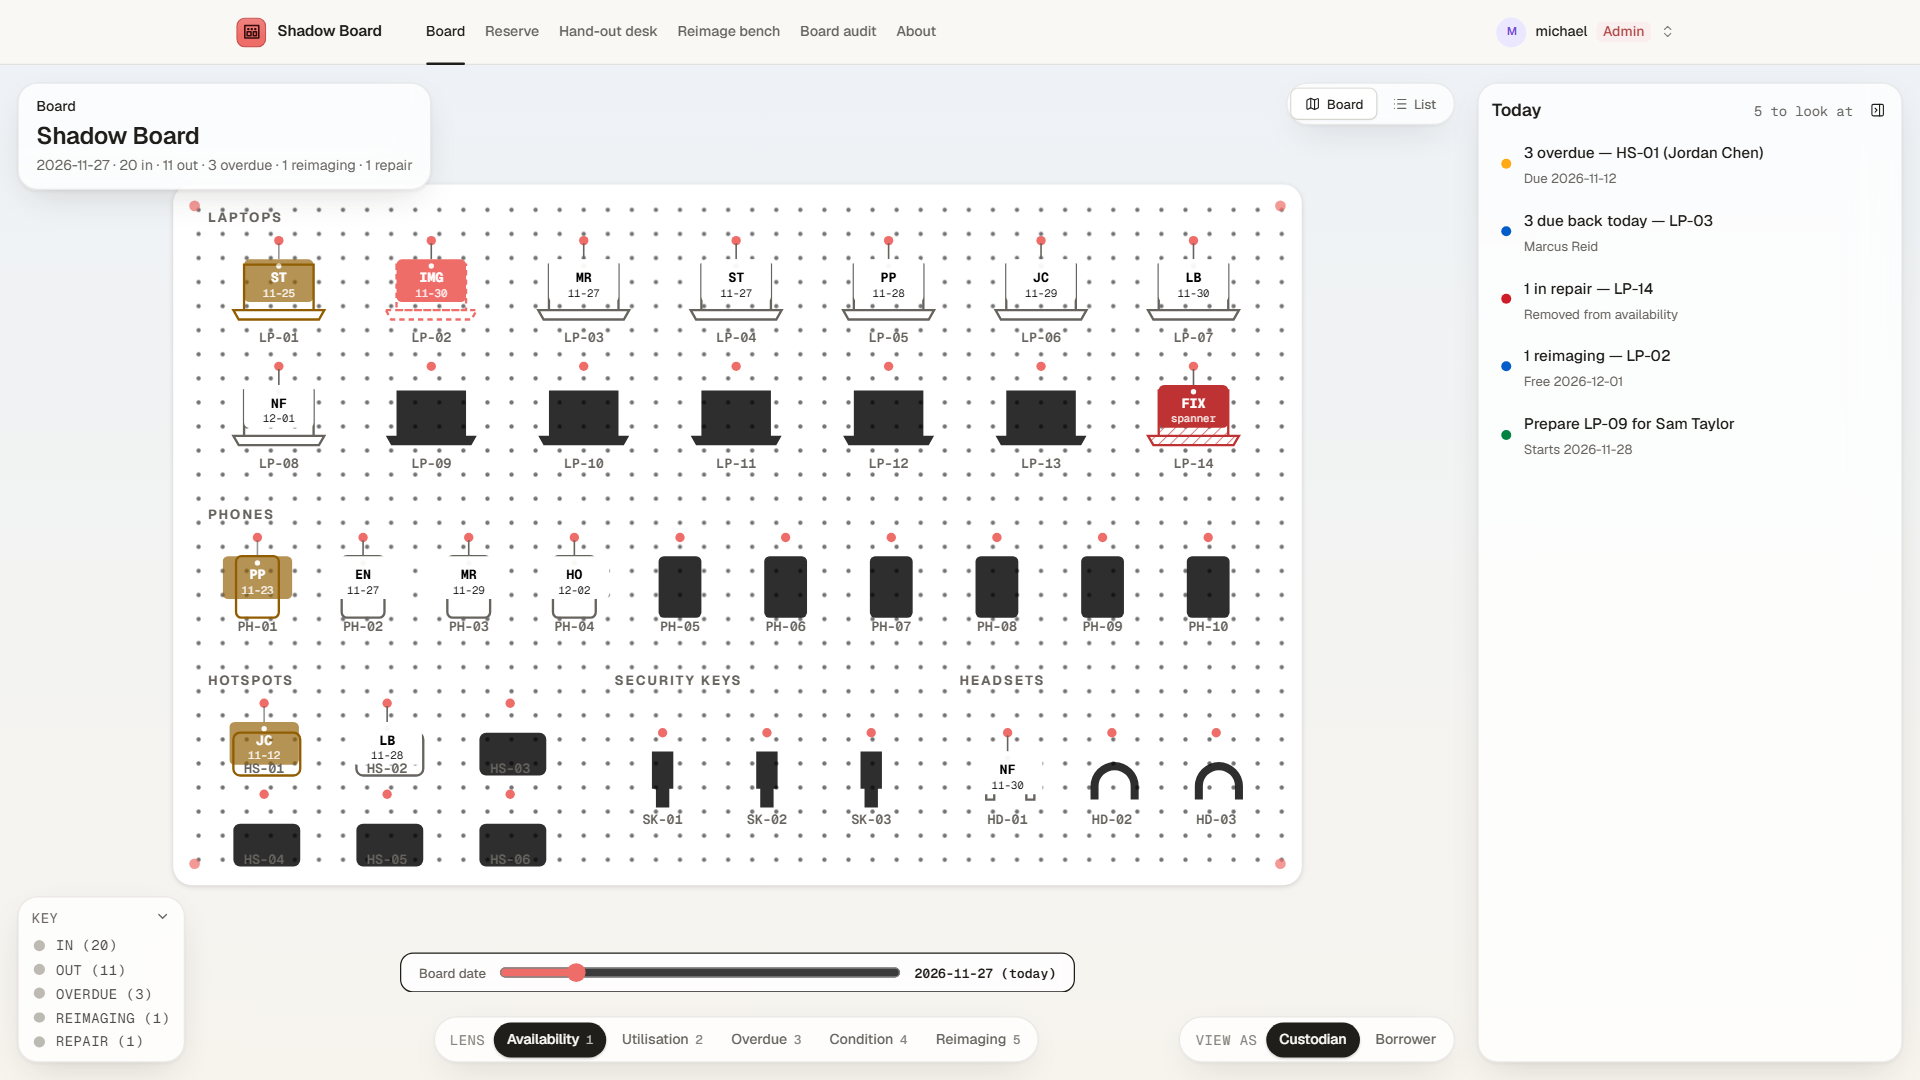 Shadow Board
Board
Reserve
Hand-out desk
Reimage bench
Board audit
About
M
michael
Admin
Board
Shadow Board
2026-11-27 · 20 in · 11 out · 3 overdue · 1 reimaging · 1 repair
Board
List
LAPTOPS
ST
11-25
LP-01
IMG
11-30
LP-02
MR
11-27
LP-03
ST
11-27
LP-04
PP
11-28
LP-05
JC
11-29
LP-06
LB
11-30
LP-07
NF
12-01
LP-08
LP-09
LP-10
LP-11
LP-12
LP-13
FIX
spanner
LP-14
PHONES
PP
11-23
PH-01
EN
11-27
PH-02
MR
11-29
PH-03
HO
12-02
PH-04
PH-05
PH-06
PH-07
PH-08
PH-09
PH-10
HOTSPOTS
JC
11-12
HS-01
LB
11-28
HS-02
HS-03
HS-04
HS-05
HS-06
SECURITY KEYS
SK-01
SK-02
SK-03
HEADSETS
NF
11-30
HD-01
HD-02
HD-03
Today
5 to look at
3 overdue — HS-01 (Jordan Chen)
Due 2026-11-12
3 due back today — LP-03
Marcus Reid
1 in repair — LP-14
Removed from availability
1 reimaging — LP-02
Free 2026-12-01
Prepare LP-09 for Sam Taylor
Starts 2026-11-28
KEY
IN (20)
OUT (11)
OVERDUE (3)
REIMAGING (1)
REPAIR (1)
Board date
2026-11-27 (today)
LENS
Availability 1
Utilisation 2
Overdue 3
Condition 4
Reimaging 5
VIEW AS
Custodian
Borrower